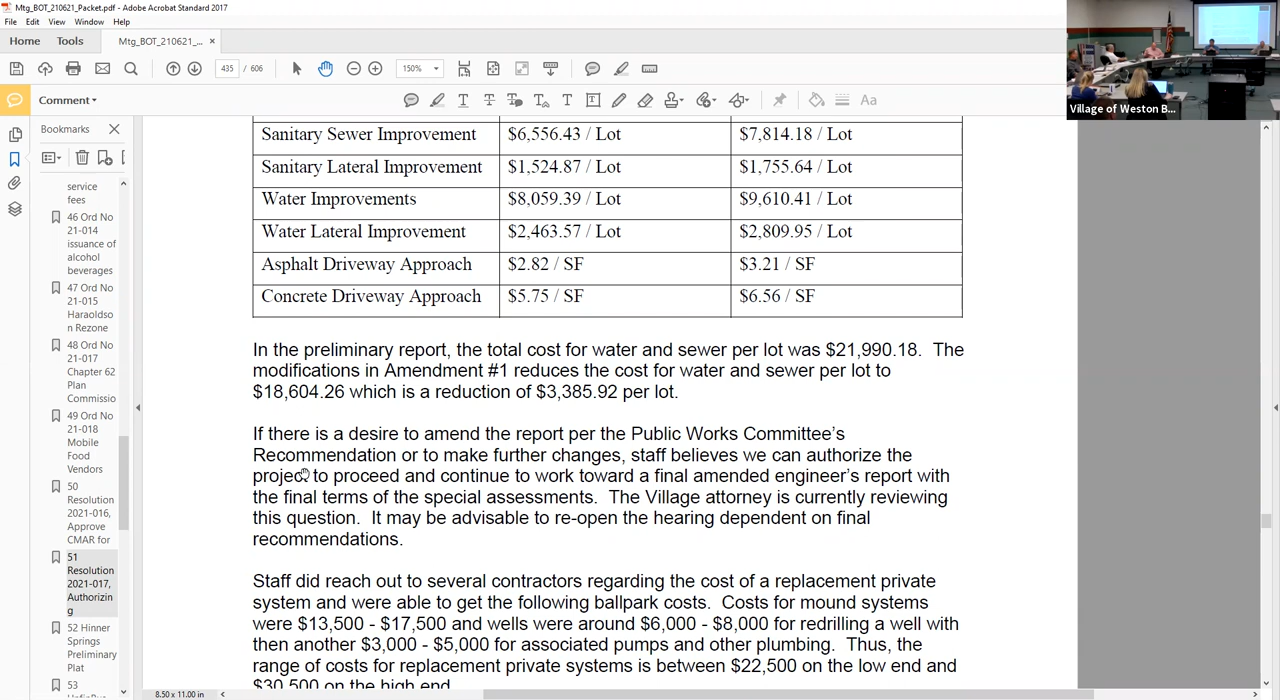 Mtg_BOT_210621_Packet.pdf - Adobe Acrobat Standard 2017
File Edit View Window Help
Home Tools Mtg_BOT_210621_...
435 / 606 150%
Comment
Aa
Village of Weston B...
Bookmarks
service
fees
46 Ord No
21-014
issuance of
alcohol
beverages
47 Ord No
21-015
Haraoldso
n Rezone
48 Ord No
21-017
Chapter 62
Plan
Commissio
49 Ord No
21-018
Mobile
Food
Vendors
50
Resolution
2021-016,
Approve
CMAR for
51
Resolution
2021-017,
Authorizin
g
52 Hinner
Springs
Preliminary
Plat
53
Sanitary Sewer Improvement $6,556.43 / Lot $7,814.18 / Lot
Sanitary Lateral Improvement $1,524.87 / Lot $1,755.64 / Lot
Water Improvements $8,059.39 / Lot $9,610.41 / Lot
Water Lateral Improvement $2,463.57 / Lot $2,809.95 / Lot
Asphalt Driveway Approach $2.82 / SF $3.21 / SF
Concrete Driveway Approach $5.75 / SF $6.56 / SF
In the preliminary report, the total cost for water and sewer per lot was $21,990.18. The
modifications in Amendment #1 reduces the cost for water and sewer per lot to
$18,604.26 which is a reduction of $3,385.92 per lot.
If there is a desire to amend the report per the Public Works Committee's
Recommendation or to make further changes, staff believes we can authorize the
project to proceed and continue to work toward a final amended engineer's report with
the final terms of the special assessments. The Village attorney is currently reviewing
this question. It may be advisable to re-open the hearing dependent on final
recommendations.
Staff did reach out to several contractors regarding the cost of a replacement private
system and were able to get the following ballpark costs. Costs for mound systems
were $13,500 - $17,500 and wells were around $6,000 - $8,000 for redrilling a well with
then another $3,000 - $5,000 for associated pumps and other plumbing. Thus, the
range of costs for replacement private systems is between $22,500 on the low end and
$30,500 on the high end
8.50 x 11.00 in